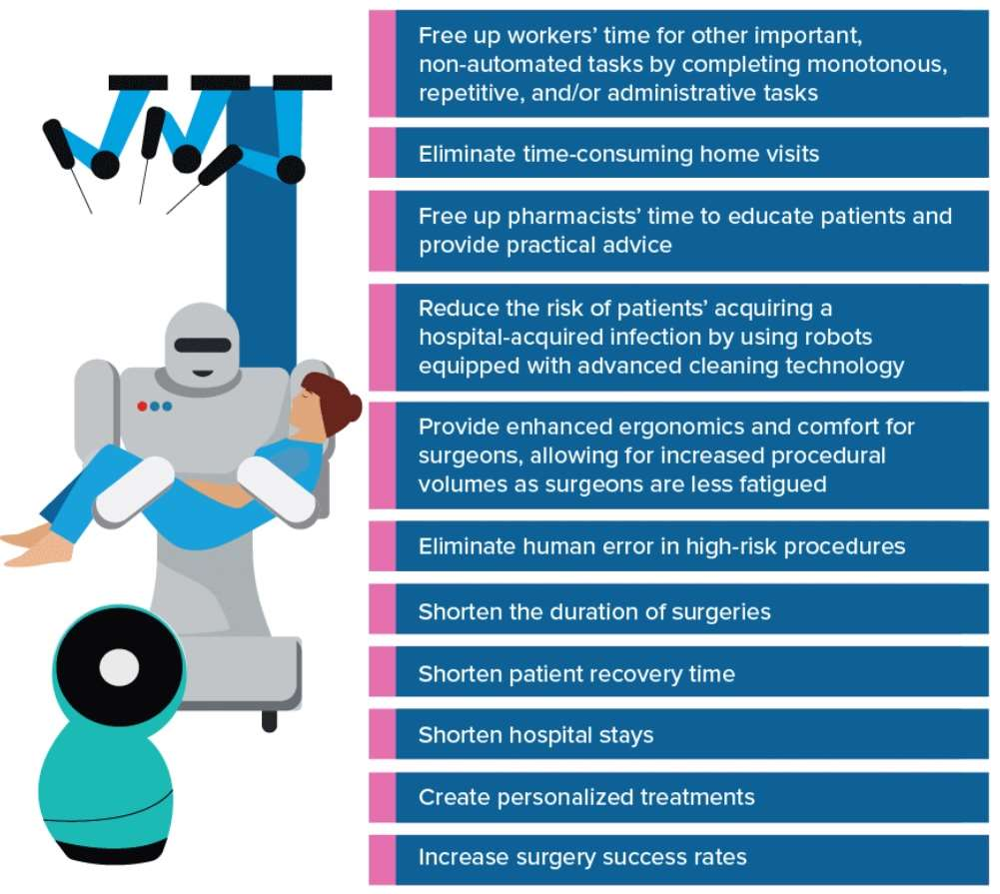 Free up workers’ time for other important,
non-automated tasks by completing monotonous,
repetitive, and/or administrative tasks
Eliminate time-consuming home visits
Free up pharmacists’ time to educate patients and
provide practical advice
Reduce the risk of patients’ acquiring a
hospital-acquired infection by using robots
equipped with advanced cleaning technology
Provide enhanced ergonomics and comfort for
surgeons, allowing for increased procedural
volumes as surgeons are less fatigued
Eliminate human error in high-risk procedures
Shorten the duration of surgeries
Shorten patient recovery time
Shorten hospital stays
Create personalized treatments
Increase surgery success rates